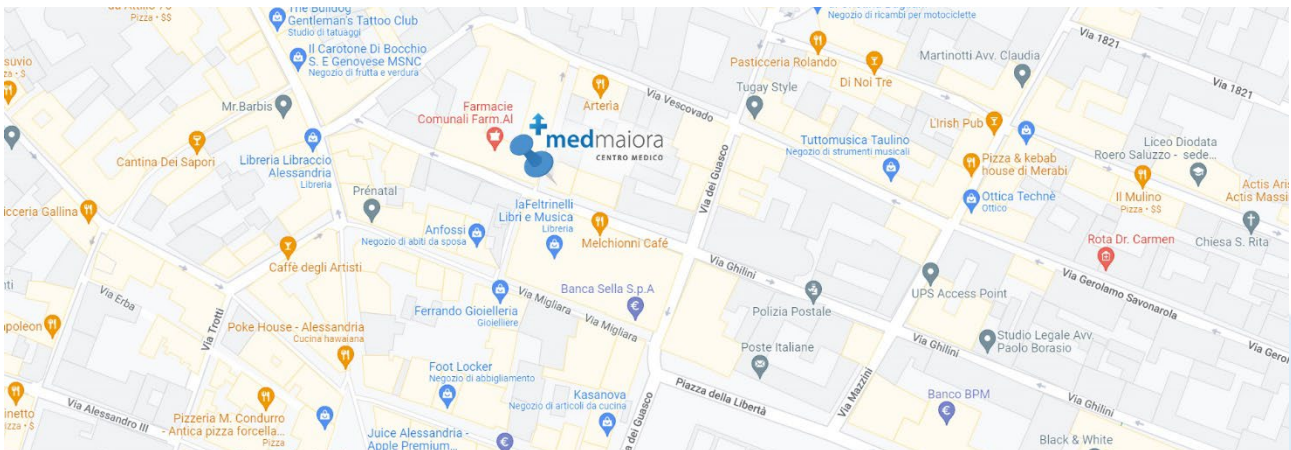 da Attilio 78
Pizza • $$
The Bulldog
Gentleman's Tattoo Club
Studio di tatuaggi
Negozio di ricambi per motociclette
Il Carotone Di Bocchio
S. E Genovese MSNC
Negozio di frutta e verdura
Pasticceria Rolando
Di Noi Tre
Martinotti Avv. Claudia
Via 1821
Via 1821
Mr.Barbis
Farmacie
Comunali Farm.Al
Arterìa
Via Vescovado
Tugay Style
medmaiora
CENTRO MEDICO
L'Irish Pub
Tuttomusica Taulino
Negozio di strumenti musicali
Liceo Diodata
Roero Saluzzo - sede...
Cantina Dei Sapori
Libreria Libraccio
Alessandria
Libreria
Pizza & kebab
house di Merabi
Prénatal
laFeltrinelli
Libri e Musica
Libreria
Via dei Guasco
Ottica Technè
Ottico
Il Mulino
Pizza • $$
Actis
Actis Massi
icceria Gallina
Anfossi
Negozio di abiti da sposa
Melchionni Café
Rota Dr. Carmen
Chiesa S. Rita
Caffè degli Artisti
Via Ghilini
Via Gerolamo Savonarola
Via Erba
Via Migliara
Banca Sella S.p.A
UPS Access Point
Ferrando Gioielleria
Gioielliere
Polizia Postale
Via Trotti
Poke House - Alessandria
Cucina hawaiana
Via Migliara
Poste Italiane
Via Ghilini
Studio Legale Avv.
Paolo Borasio
Foot Locker
Negozio di abbigliamento
Piazza della Libertà
Via Mazzini
Kasanova
Negozio di articoli da cucina
Banco BPM
Via Alessandro III
Pizzeria M. Condurro
- Antica pizza forcella...
Pizza
Via Ghilini
Juice Alessandria -
Apple Premium...
dei Guasco
Black & White